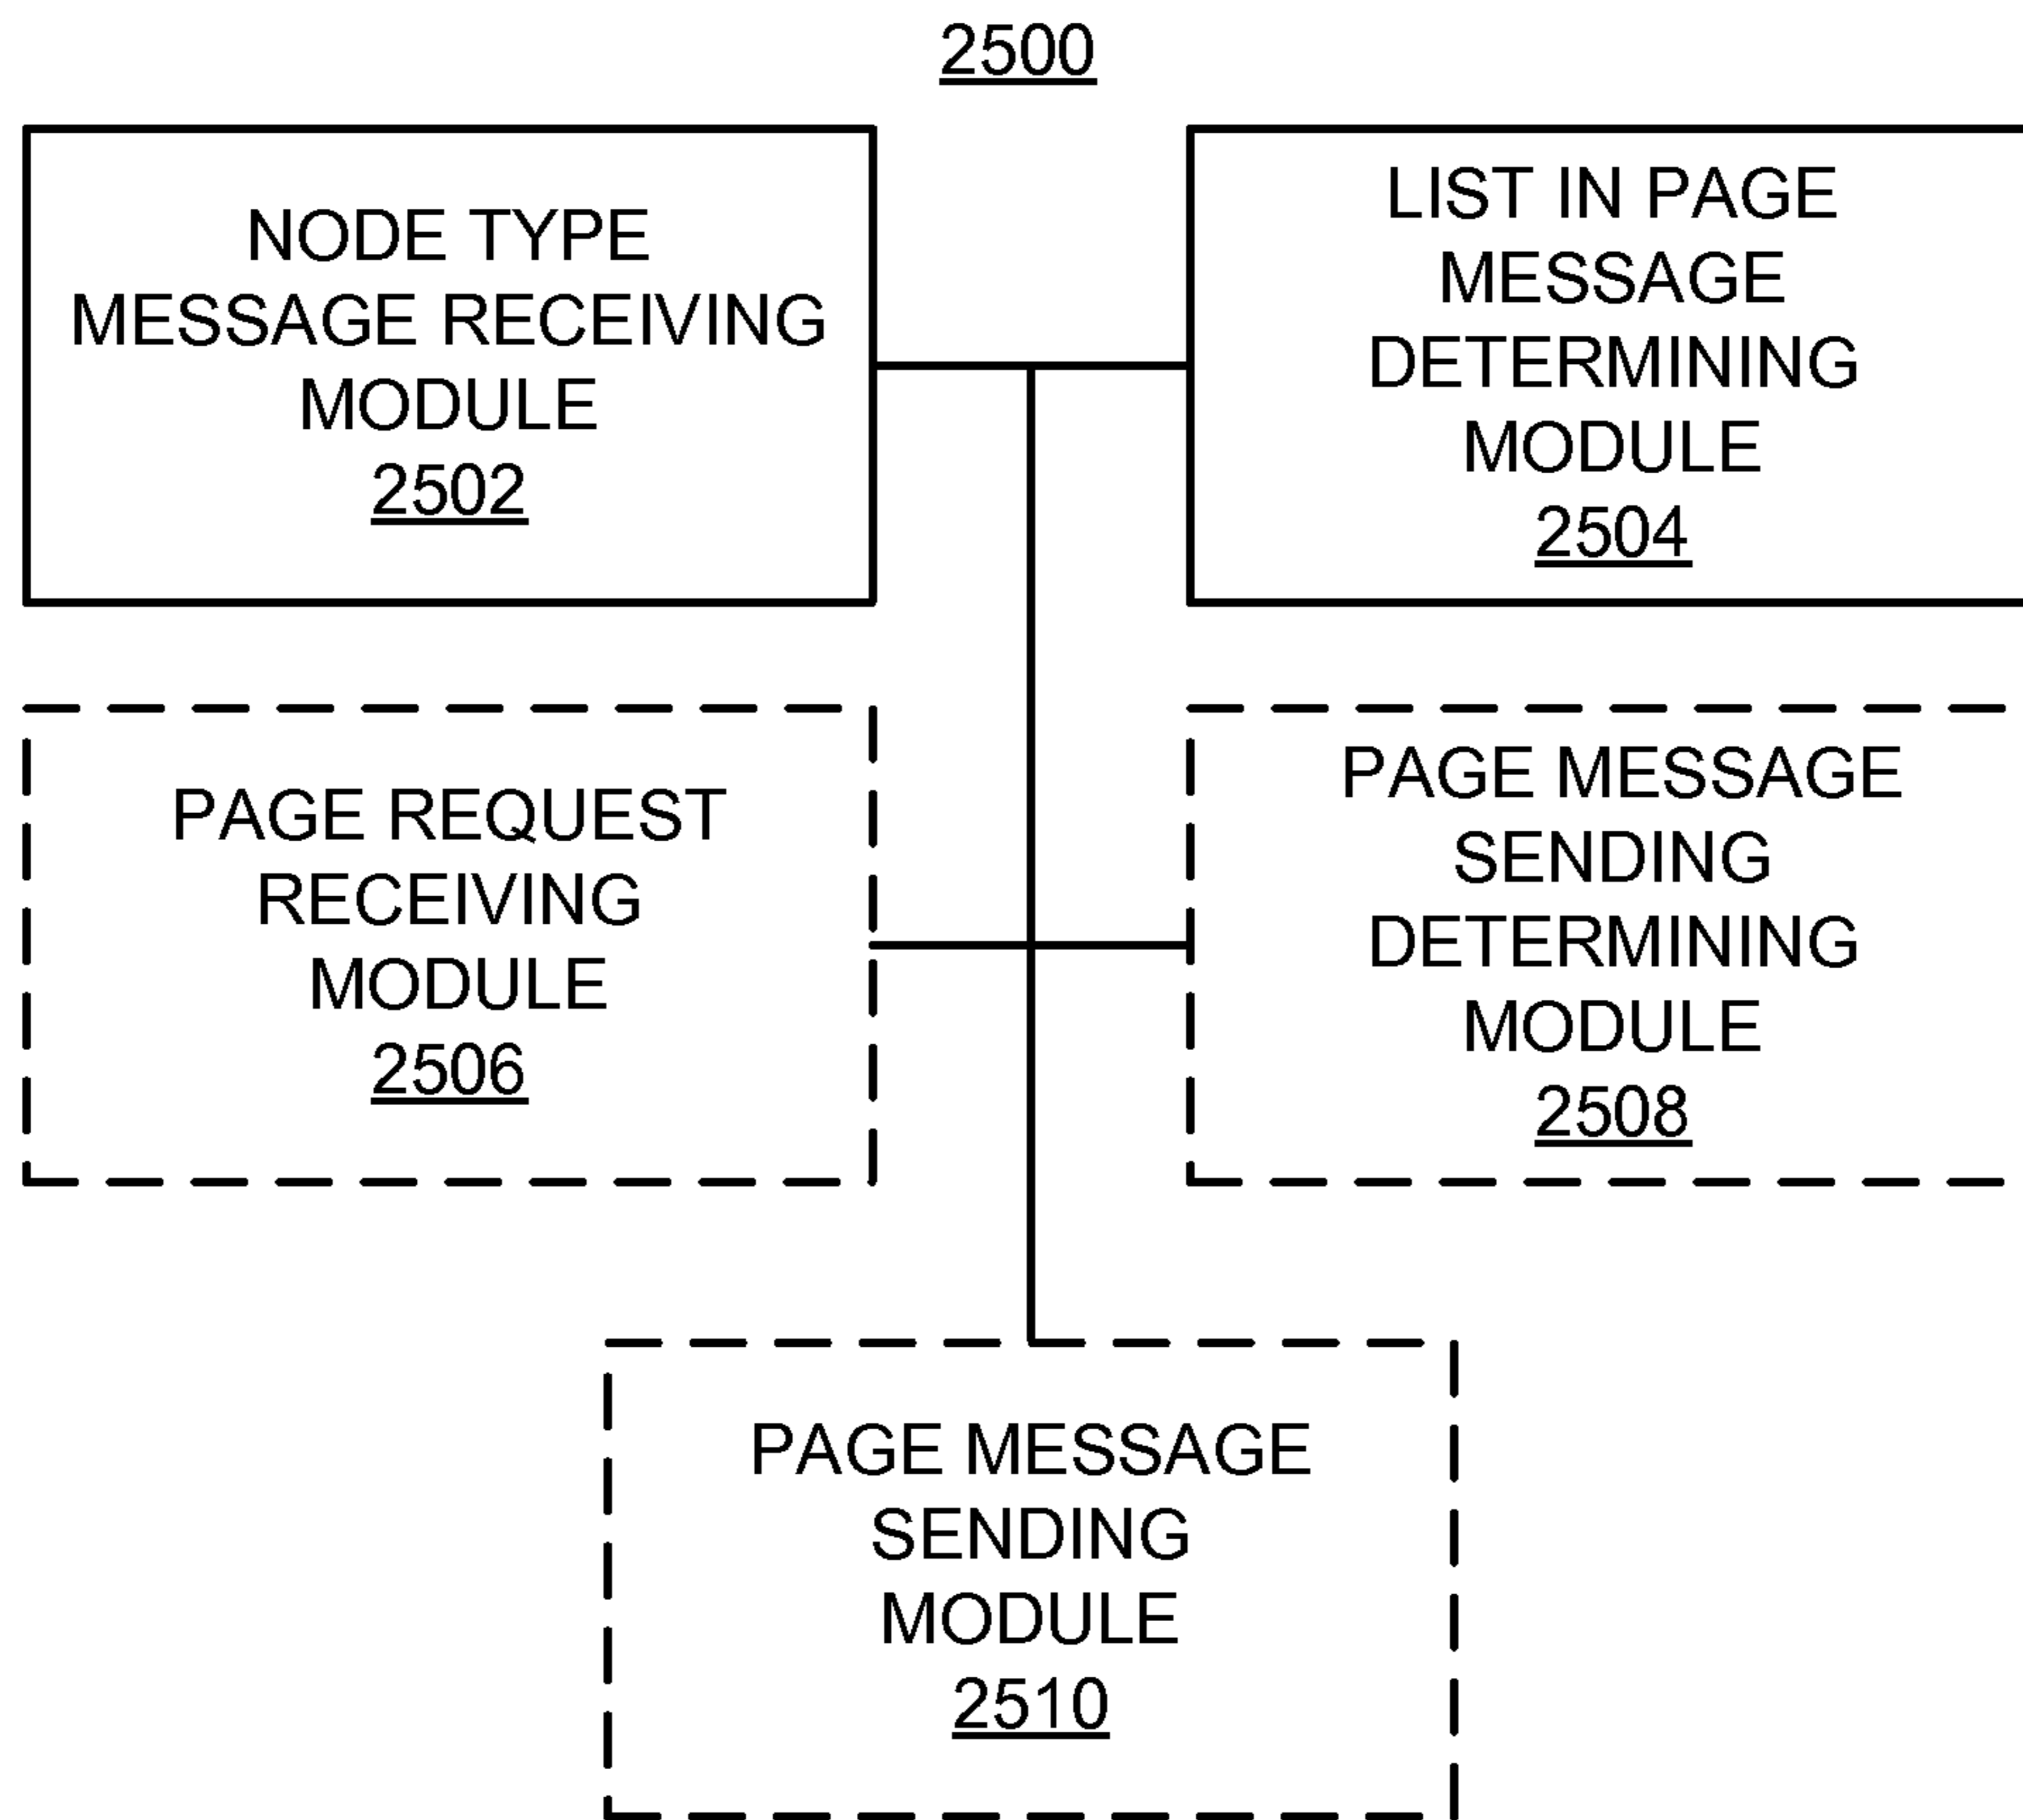 2500
NODE TYPE
MESSAGE RECEIVING
MODULE
2502
LIST IN PAGE
MESSAGE
DETERMINING
MODULE
2504
PAGE REQUEST
RECEIVING
MODULE
2506
PAGE MESSAGE
SENDING
DETERMINING
MODULE
2508
PAGE MESSAGE
SENDING
MODULE
2510